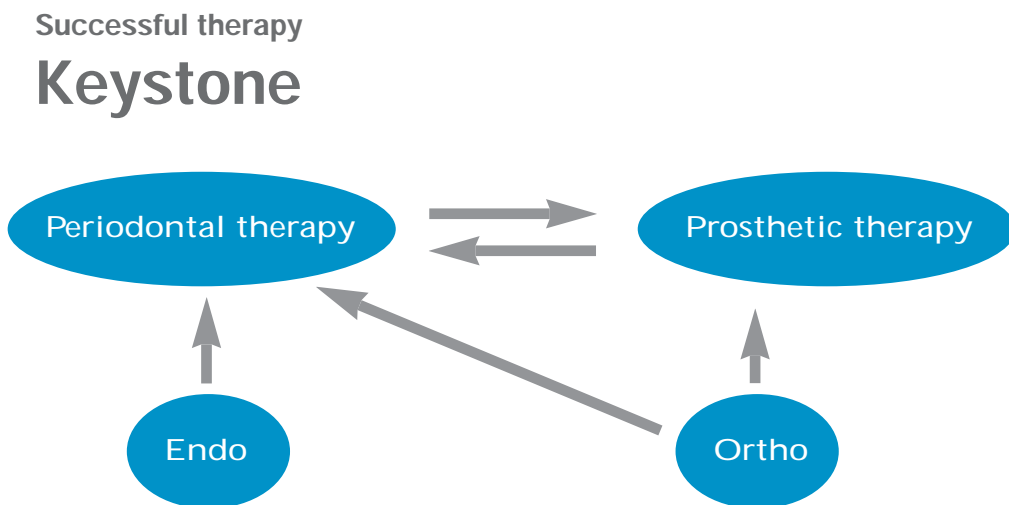 Successful therapy
Keystone
Periodontal therapy
Prosthetic therapy
Endo
Ortho